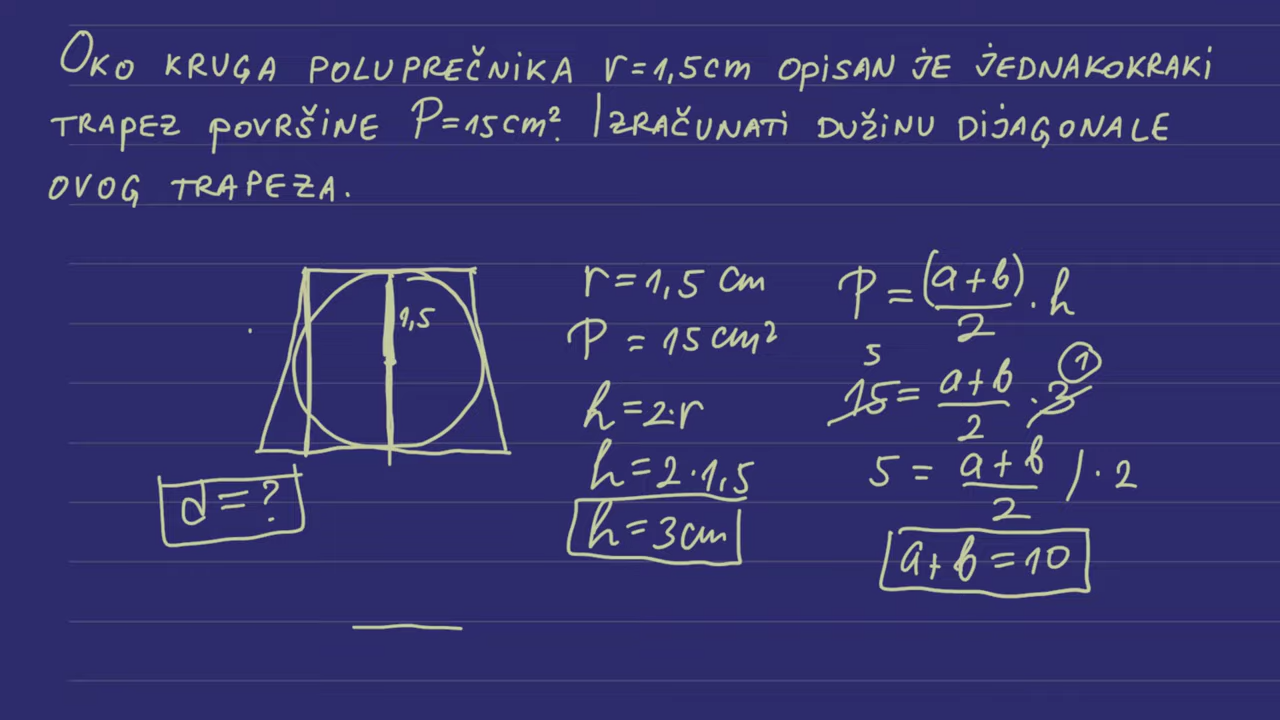 OKO KRUGA POLUPREČNIKA r=1,5cm OPISAN JE JEDNAKOKRAKI
TRAPEZ POVRŠINE P=15cm². IZRAČUNATI DUŽINU DIJAGONALE
OVOG TRAPEZA.
1,5
d=?
r=1,5 cm
P = 15 cm²
h=2·r
h=2·1,5
h=3cm
P=(a+b)/2·h
5 1
15=a+b/2·3
5=a+b/2 /·2
a+b=10